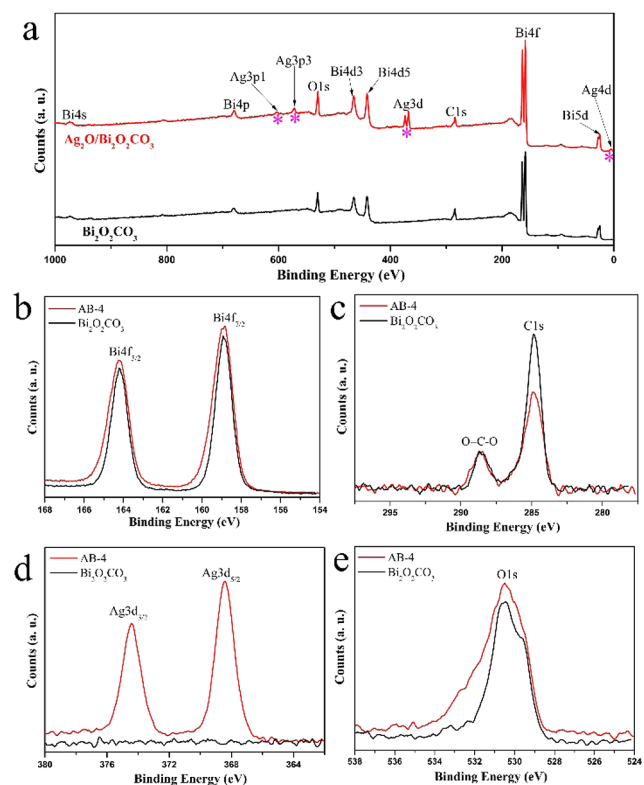 a
Ag3p1
Ag3p3
O1s
Bi4d3
Bi4d5
Bi4f
Bi4s
Bi4p
Ag3d
C1s
Bi5d
Ag4d
*
*
*
*
Ag₂O/Bi₂O₂CO₃
Bi₂O₂CO₃
Counts (a. u.)
1000 800 600 400 200 0
Binding Energy (eV)
b
AB-4
Bi₂O₂CO₃
Bi4f₅/₂
Bi4f₇/₂
Counts (a. u.)
168 166 164 162 160 158 156 154
Binding Energy (eV)
c
AB-4
Bi₂O₂CO₃
C1s
O–C-O
Counts (a. u.)
295 290 285 280
Binding Energy (eV)
d
AB-4
Bi₂O₂CO₃
Ag3d₃/₂
Ag3d₅/₂
Counts (a. u.)
380 376 372 368 364
Binding Energy (eV)
e
AB-4
Bi₂O₂CO₃
O1s
Counts (a. u.)
538 536 534 532 530 528 526 524
Binding Energy (eV)